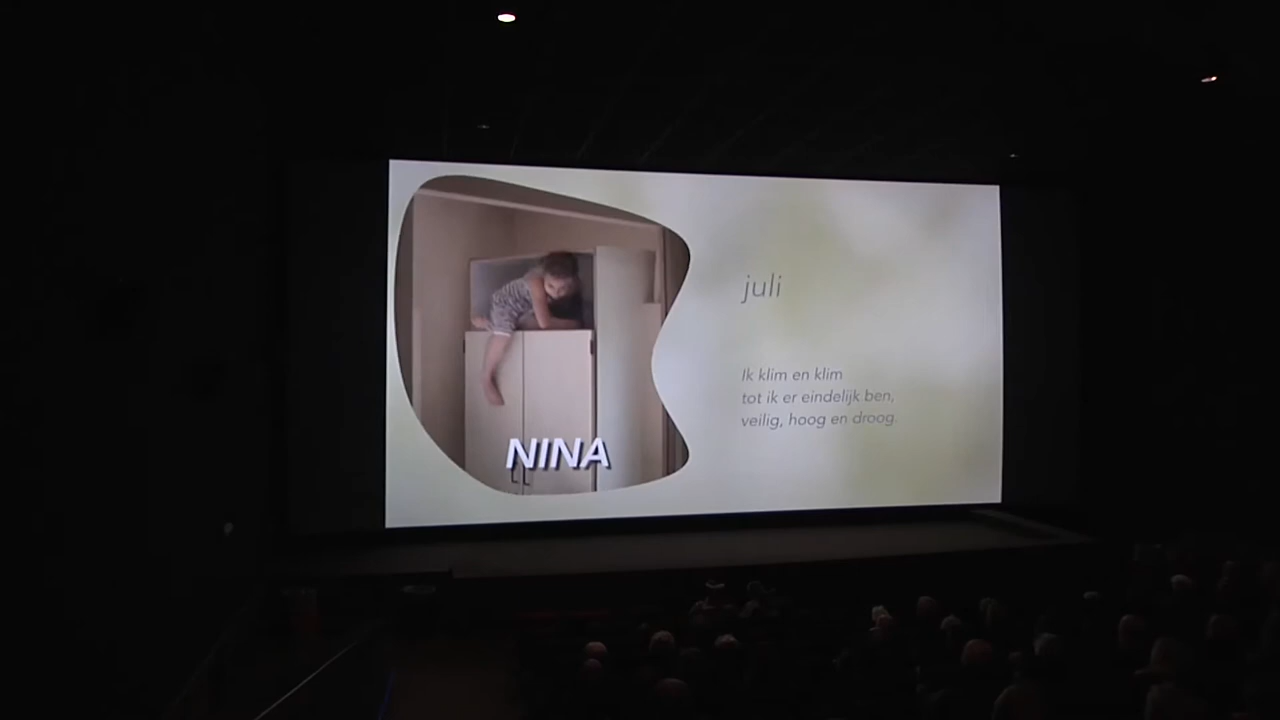 juli
Ik klim en klim
tot ik er eindelijk ben,
veilig, hoog en droog.
NINA